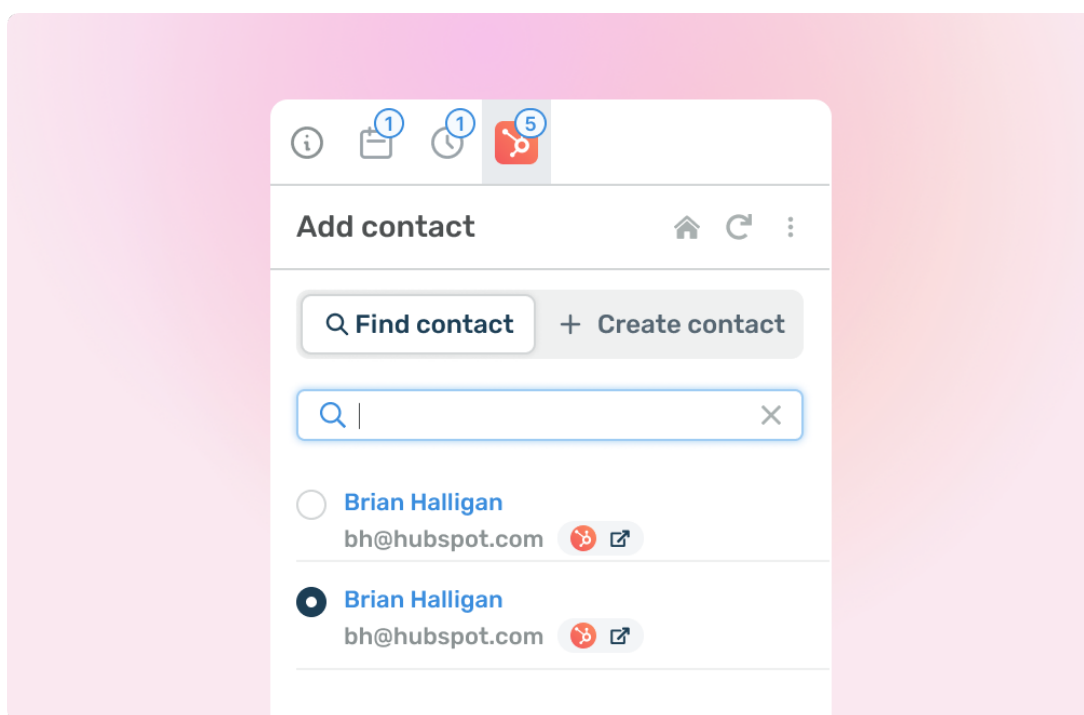 1 1 5
Add contact
Find contact + Create contact
Brian Halligan
bh@hubspot.com
Brian Halligan
bh@hubspot.com